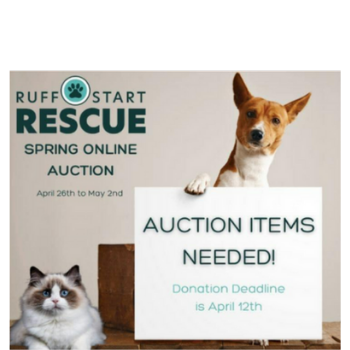 RUFF START
RESCUE
SPRING ONLINE
AUCTION
April 26th to May 2nd
AUCTION ITEMS
NEEDED!
Donation Deadline
is April 12th